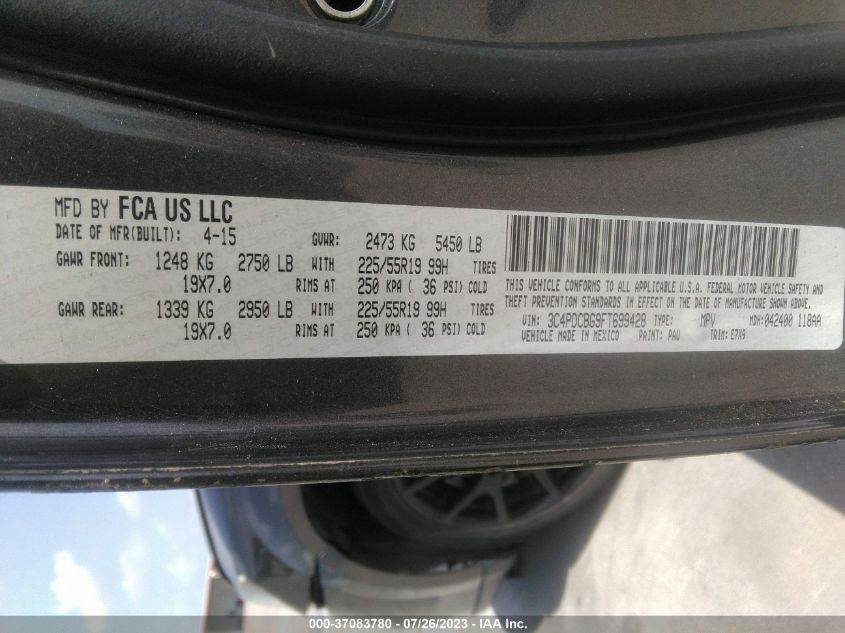 MFD BY FCA US LLC
DATE OF MFR(BUILT): 4-15 GVWR: 2473 KG 5450 LB
GAWR FRONT: 1248 KG 2750 LB WITH 225/55R19 99H TIRES
19X7.0 RIMS AT 250 KPA ( 36 PSI) COLD
GAWR REAR: 1339 KG 2950 LB WITH 225/55R19 99H TIRES
19X7.0 RIMS AT 250 KPA ( 36 PSI) COLD
THIS VEHICLE CONFORMS TO ALL APPLICABLE U.S.A. FEDERAL MOTOR VEHICLE SAFETY AND
THEFT PREVENTION STANDARDS IN EFFECT ON THE DATE OF MANUFACTURE SHOWN ABOVE.
VIN: 3C4PDCBG9FT699428 TYPE: MPV MDH: 042400 118AA
VEHICLE MADE IN MEXICO PAINT: PAU TRIM: E7X9
000-37083780 - 07/26/2023 - IAA Inc.